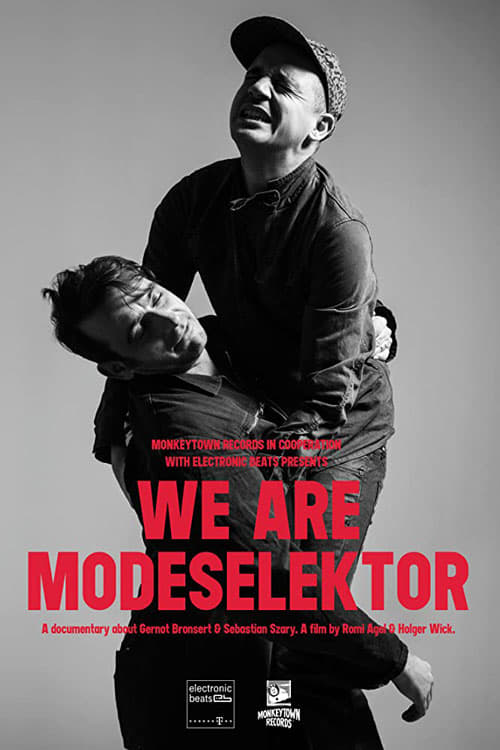 MONKEYTOWN RECORDS IN COOPERATION
WITH ELECTRONIC BEATS PRESENTS
WE ARE
MODESELEKTOR
A documentary about Gernot Bronsert & Sebastian Szary. A film by Romi Agel & Holger Wick.
electronic
beats eb
T
MONKEYTOWN
RECORDS